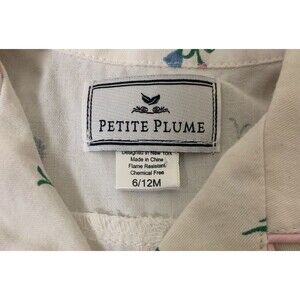 PETITE PLUME
Designed in New York
Made in China
Flame Resistant/
Chemical Free
6/12M